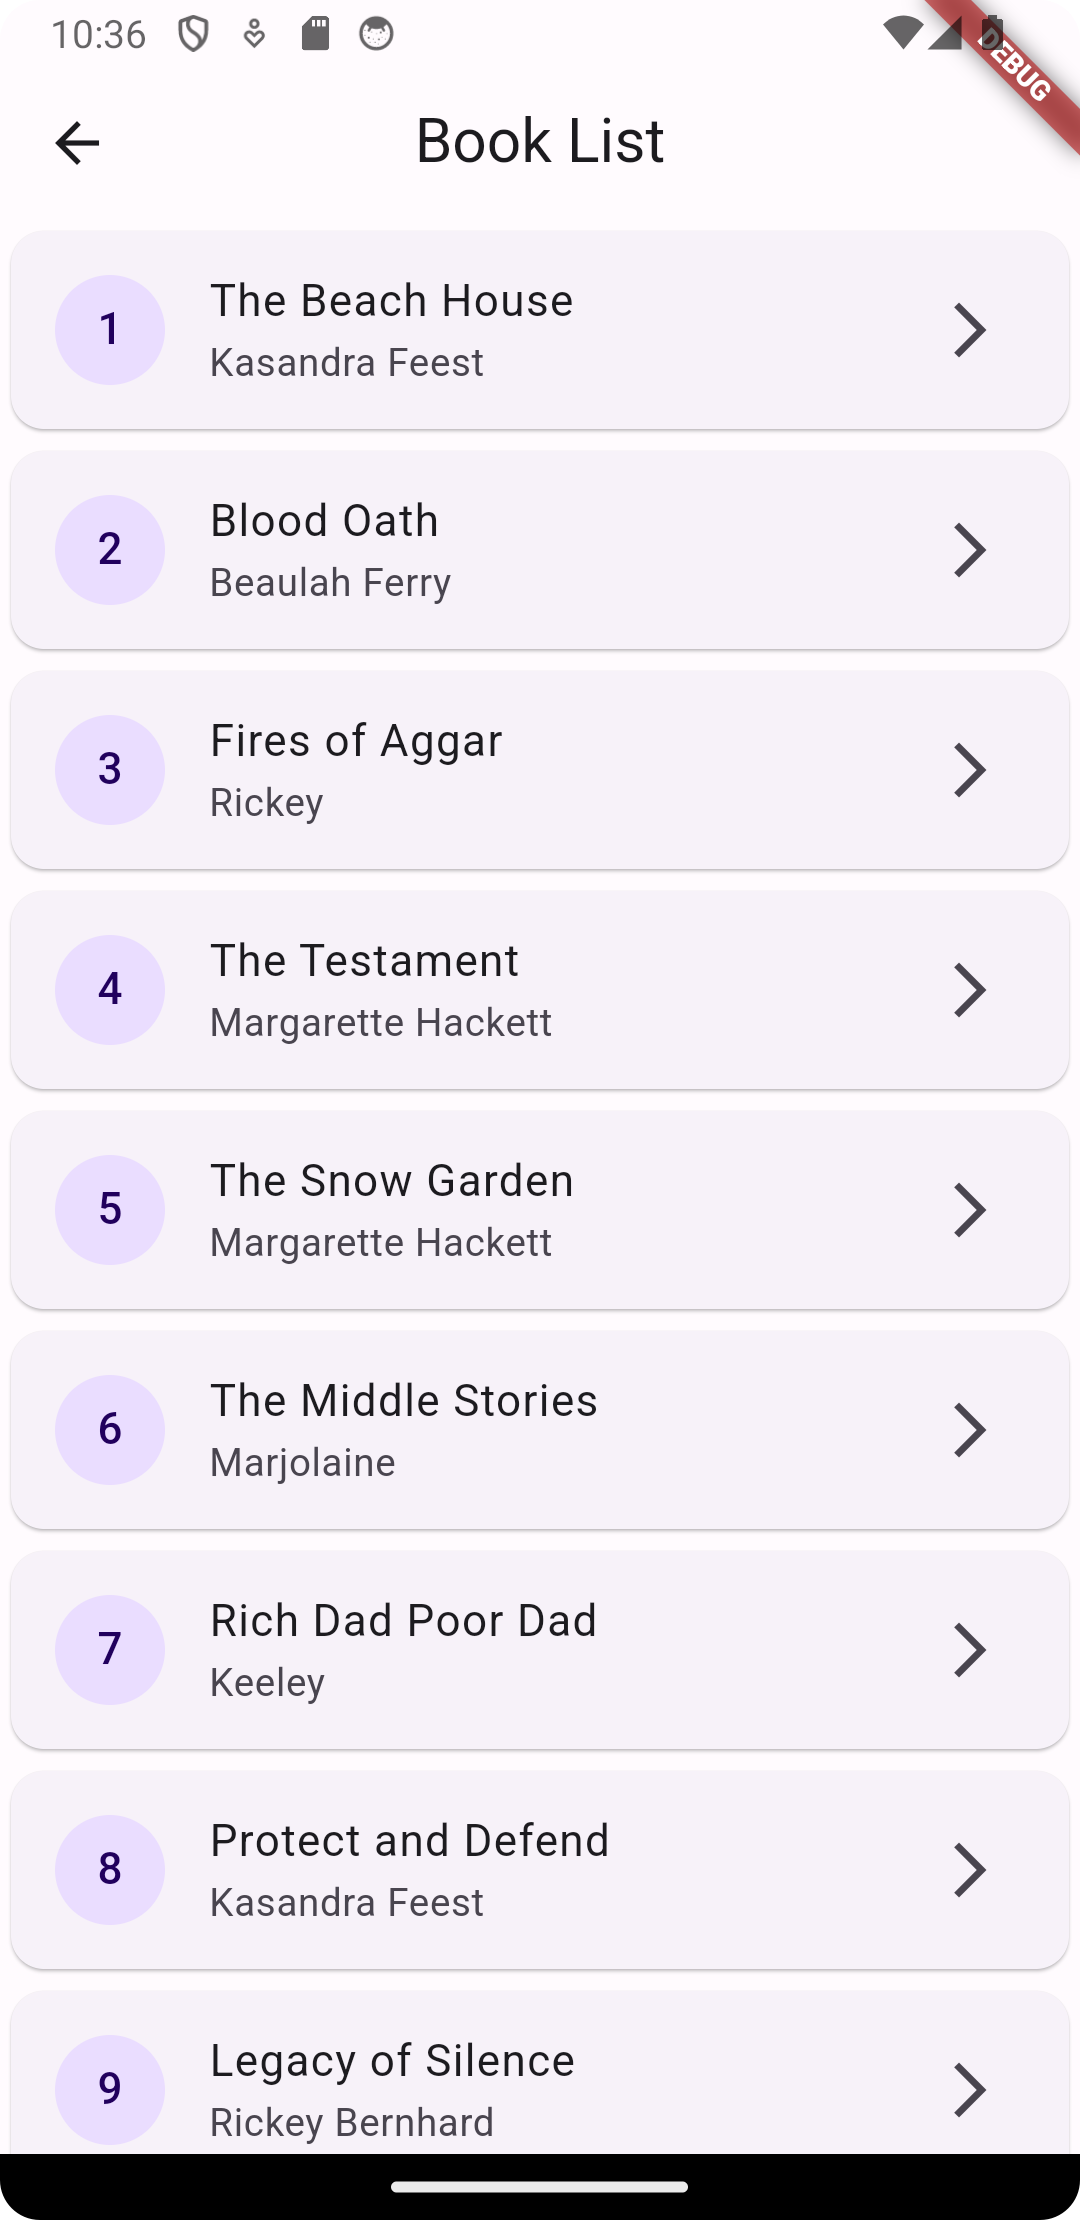 10:36
DEBUG
Book List
1
The Beach House
Kasandra Feest
2
Blood Oath
Beaulah Ferry
3
Fires of Aggar
Rickey
4
The Testament
Margarette Hackett
5
The Snow Garden
Margarette Hackett
6
The Middle Stories
Marjolaine
7
Rich Dad Poor Dad
Keeley
8
Protect and Defend
Kasandra Feest
9
Legacy of Silence
Rickey Bernhard